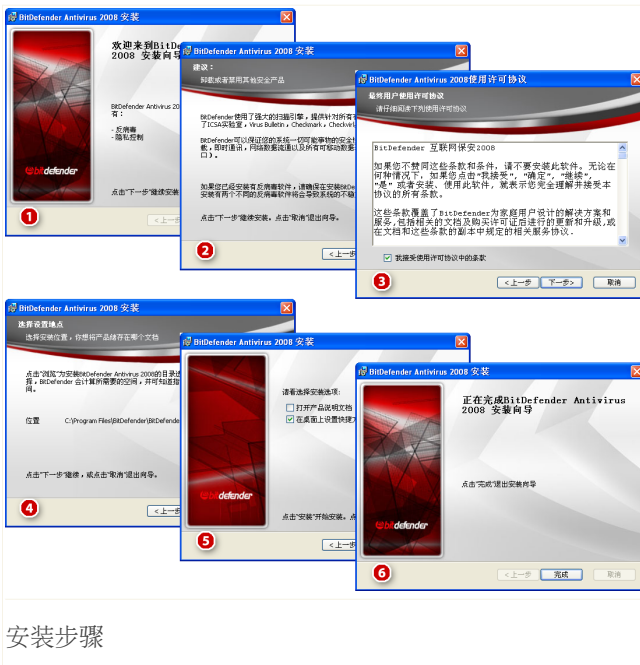 BitDefender Antivirus 2008 安装
欢迎来到BitDe
2008 安装向导
BitDefender Antivirus 20
有：
- 反病毒
- 隐私控制
bitdefender
点击"下一步"继续安装
<上一
1
BitDefender Antivirus 2008 安装
建议：
卸载或者禁用其他安全产品
BitDefender使用了强大的扫描引擎，提供针对所有
了ICSA实验室，Virus Bulletin，Checkmark，Checkvir
BitDefender可以保证您的系统一切可能事物的安全性
载，即时通讯，网络数据流通以及所有可移动数据
口）。
如果您已经安装有反病毒软件，请确保在安装BitDe
安装有两个不同的反病毒软件将会导致系统的不稳
点击"下一步"继续安装。点击"取消"退出向导。
<上一步
2
BitDefender Antivirus 2008使用许可协议
最终用户使用许可协议
请仔细阅读下列使用许可协议
BitDefender 互联网保安2008
如果您不赞同这些条款和条件，请不要安装此软件。无论在
何种情况下，如果您点击"我接受"，"确定"，"继续"，
"是" 或者安装、使用此软件，就表示您完全理解并接受本
协议的所有条款。
这些条款覆盖了BitDefender为家庭用户设计的解决方案和
服务，包括相关的文档及购买许可证后进行的更新和升级，或
在文档和这些条款的副本中规定的相关服务协议.
我接受使用许可协议中的条款
<上一步 下一步> 取消
3
BitDefender Antivirus 2008 安装
选择设置地点
选择安装位置，你想将产品储存在哪个文档
点击"浏览"为安装BitDefender Antivirus 2008的目录进
择，BitDefender 会计算所需要的空间，并可知道指
间。
位置 C:\Program Files\BitDefender\BitDefende
点击"下一步"继续，或点击"取消"退出向导。
<上一步
4
BitDefender Antivirus 2008 安装
请看选择安装选项:
打开产品说明文档
在桌面上设置快捷方
bitdefender
点击"安装"开始安装。点
<上一步
5
BitDefender Antivirus 2008 安装
正在完成BitDefender Antivirus
2008 安装向导
点击"完成"退出安装向导
bitdefender
<上一步 完成 取消
6
安装步骤